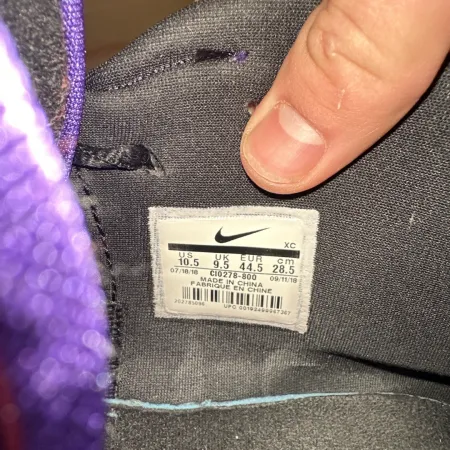 XC
US UK EUR cm
10.5 9.5 44.5 28.5
07/18/18 CI0278-800 09/11/18
MADE IN CHINA
FABRIQUE EN CHINE